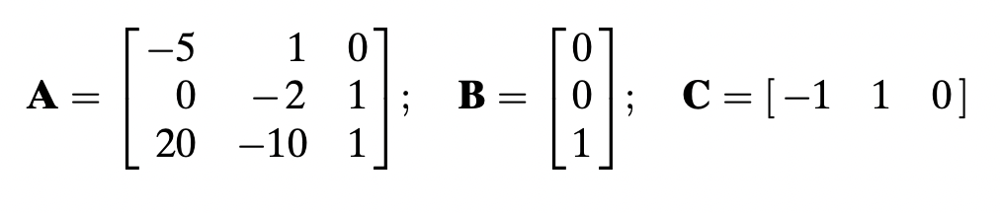 A = [−5 1 0; 0 −2 1; 20 −10 1]; B = [0; 0; 1]; C = [−1 1 0]